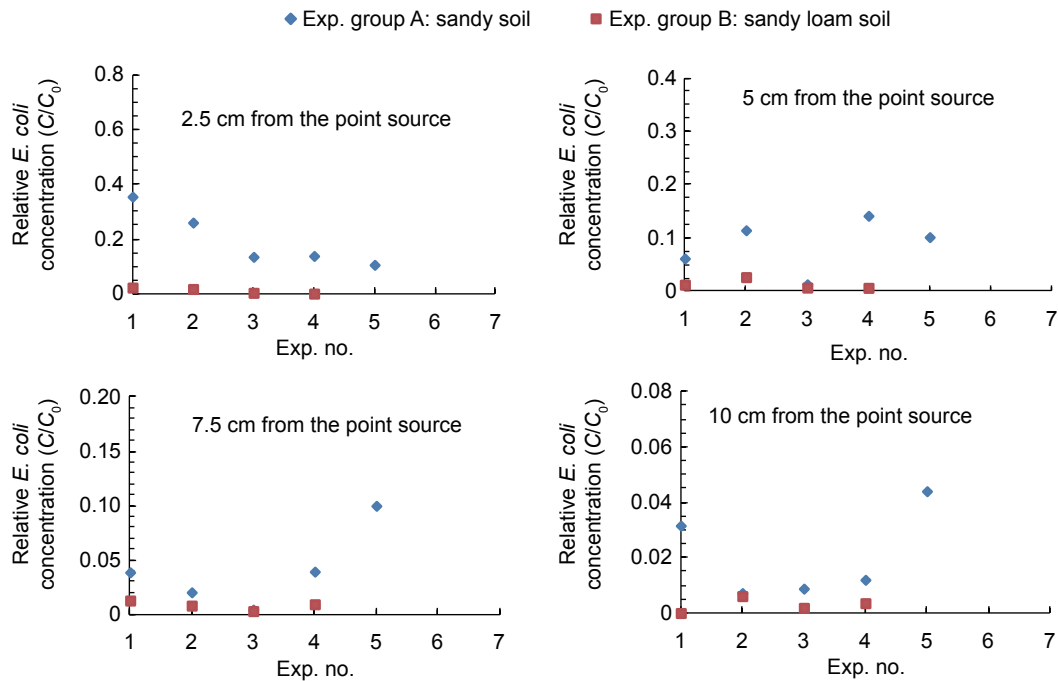 Exp. group A: sandy soil
Exp. group B: sandy loam soil
Relative E. coli
concentration (C/C₀)
0.8
0.6
0.4
0.2
0
2.5 cm from the point source
1 2 3 4 5 6 7
Exp. no.
Relative E. coli
concentration (C/C₀)
0.4
0.3
0.2
0.1
0
5 cm from the point source
1 2 3 4 5 6 7
Exp. no.
Relative E. coli
concentration (C/C₀)
0.20
0.15
0.10
0.05
0
7.5 cm from the point source
1 2 3 4 5 6 7
Exp. no.
Relative E. coli
concentration (C/C₀)
0.08
0.06
0.04
0.02
0
10 cm from the point source
1 2 3 4 5 6 7
Exp. no.